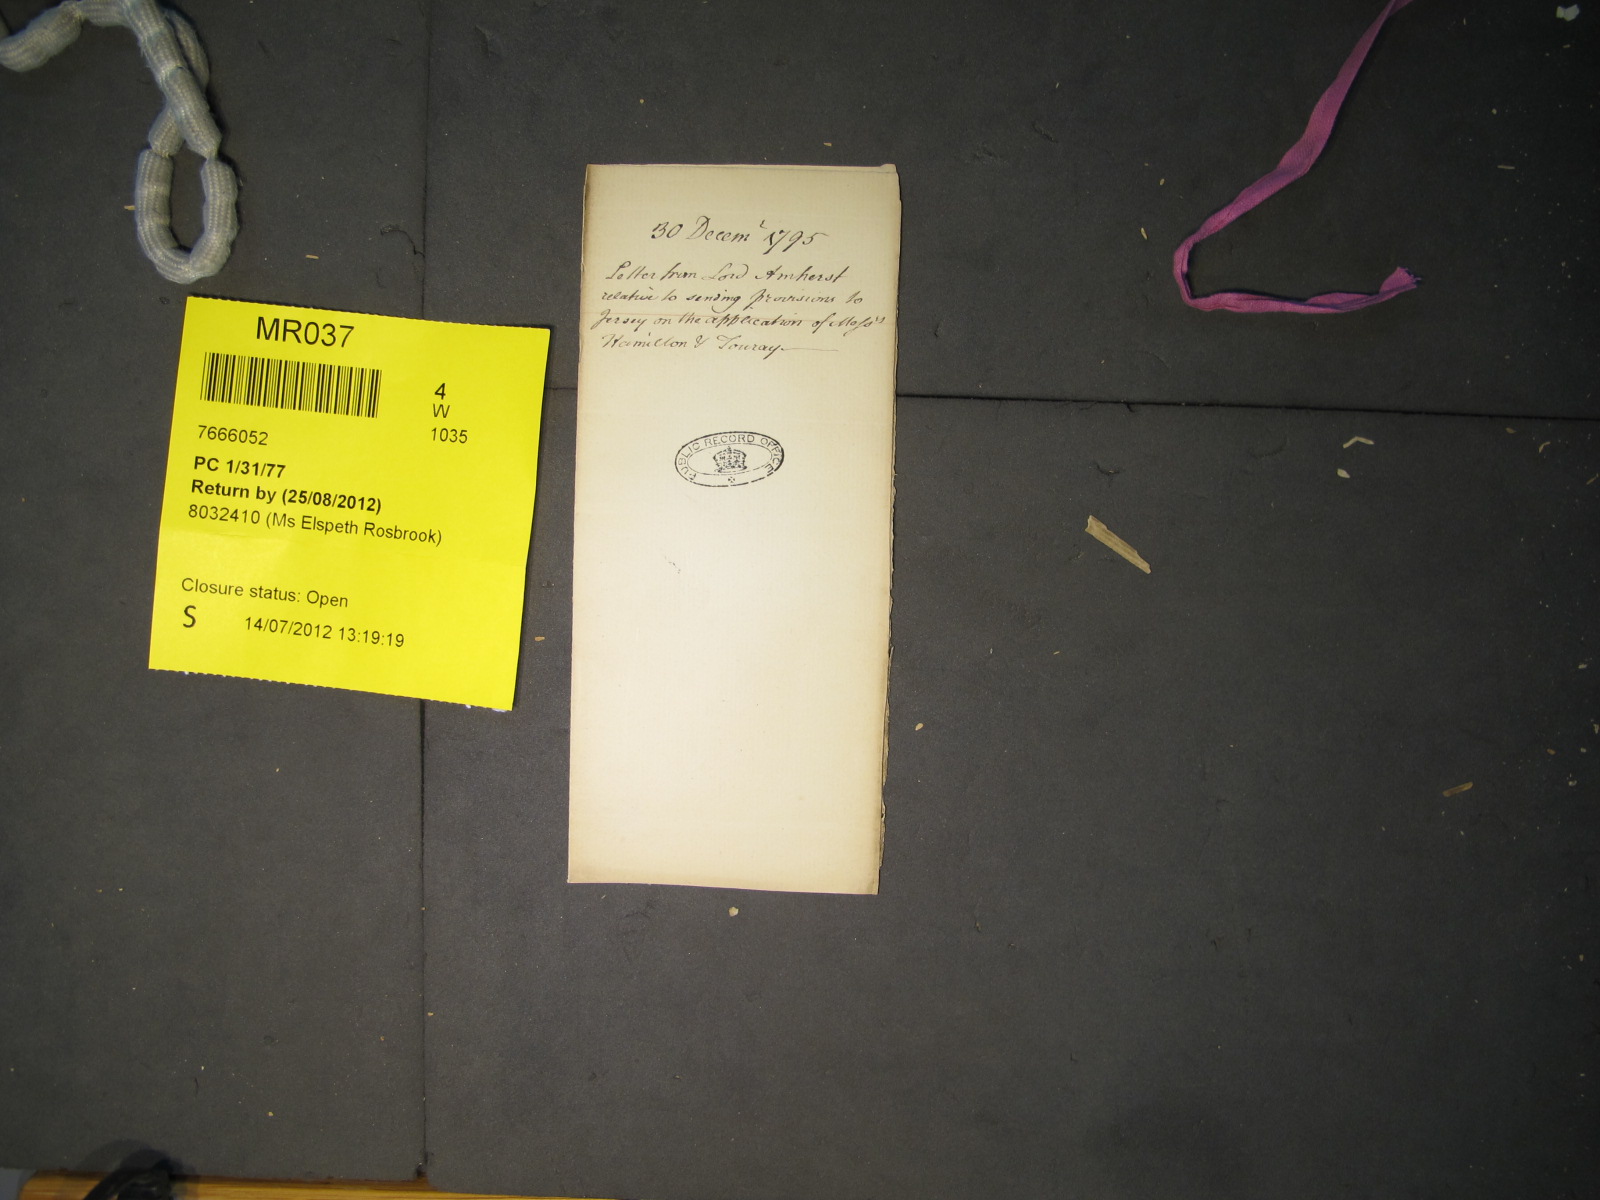 MR037
4
W
1035
7666052
PC 1/31/77
Return by (25/08/2012)
8032410 (Ms Elspeth Rosbrook)
Closure status: Open
S 14/07/2012 13:19:19
30 Decemr 1795
Letter from Lord Amherst
relative to sending provisions to
Jersey on the application of Messrs
Hamilton & Touray
PUBLIC RECORD OFFICE